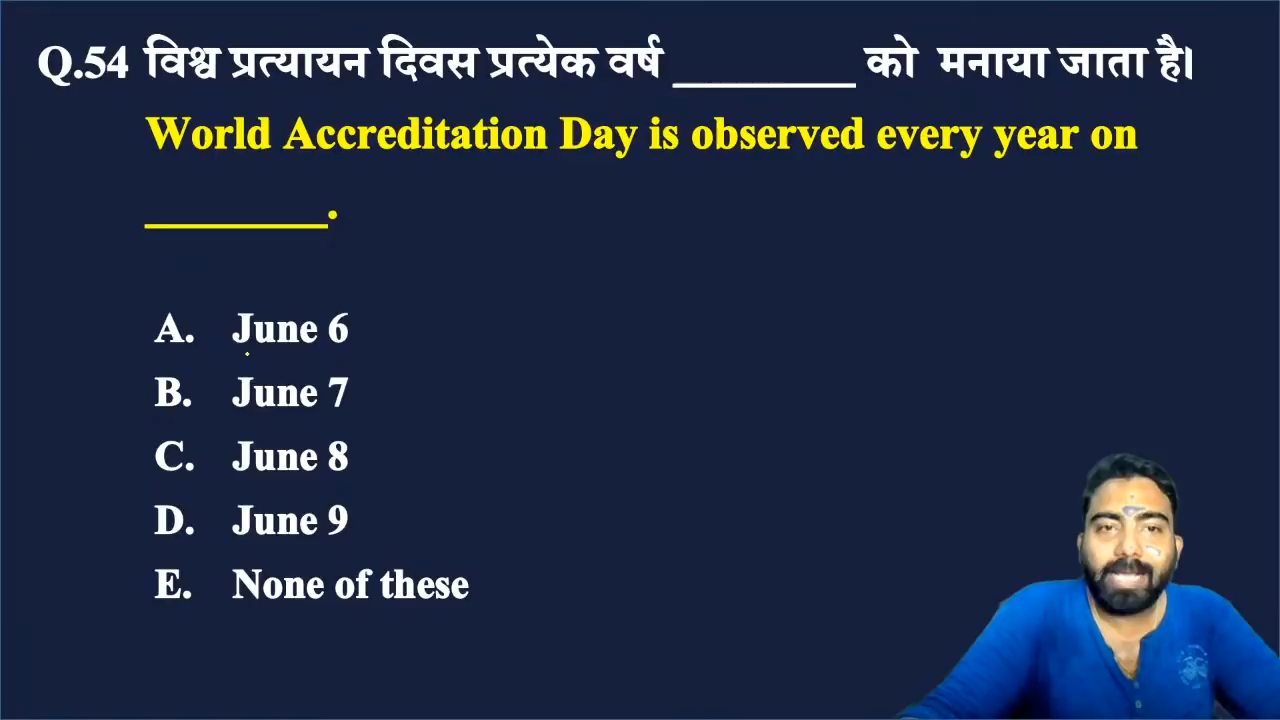 Q.54 विश्व प्रत्यायन दिवस प्रत्येक वर्ष ________ को मनाया जाता है।
World Accreditation Day is observed every year on
________.
A. June 6
B. June 7
C. June 8
D. June 9
E. None of these